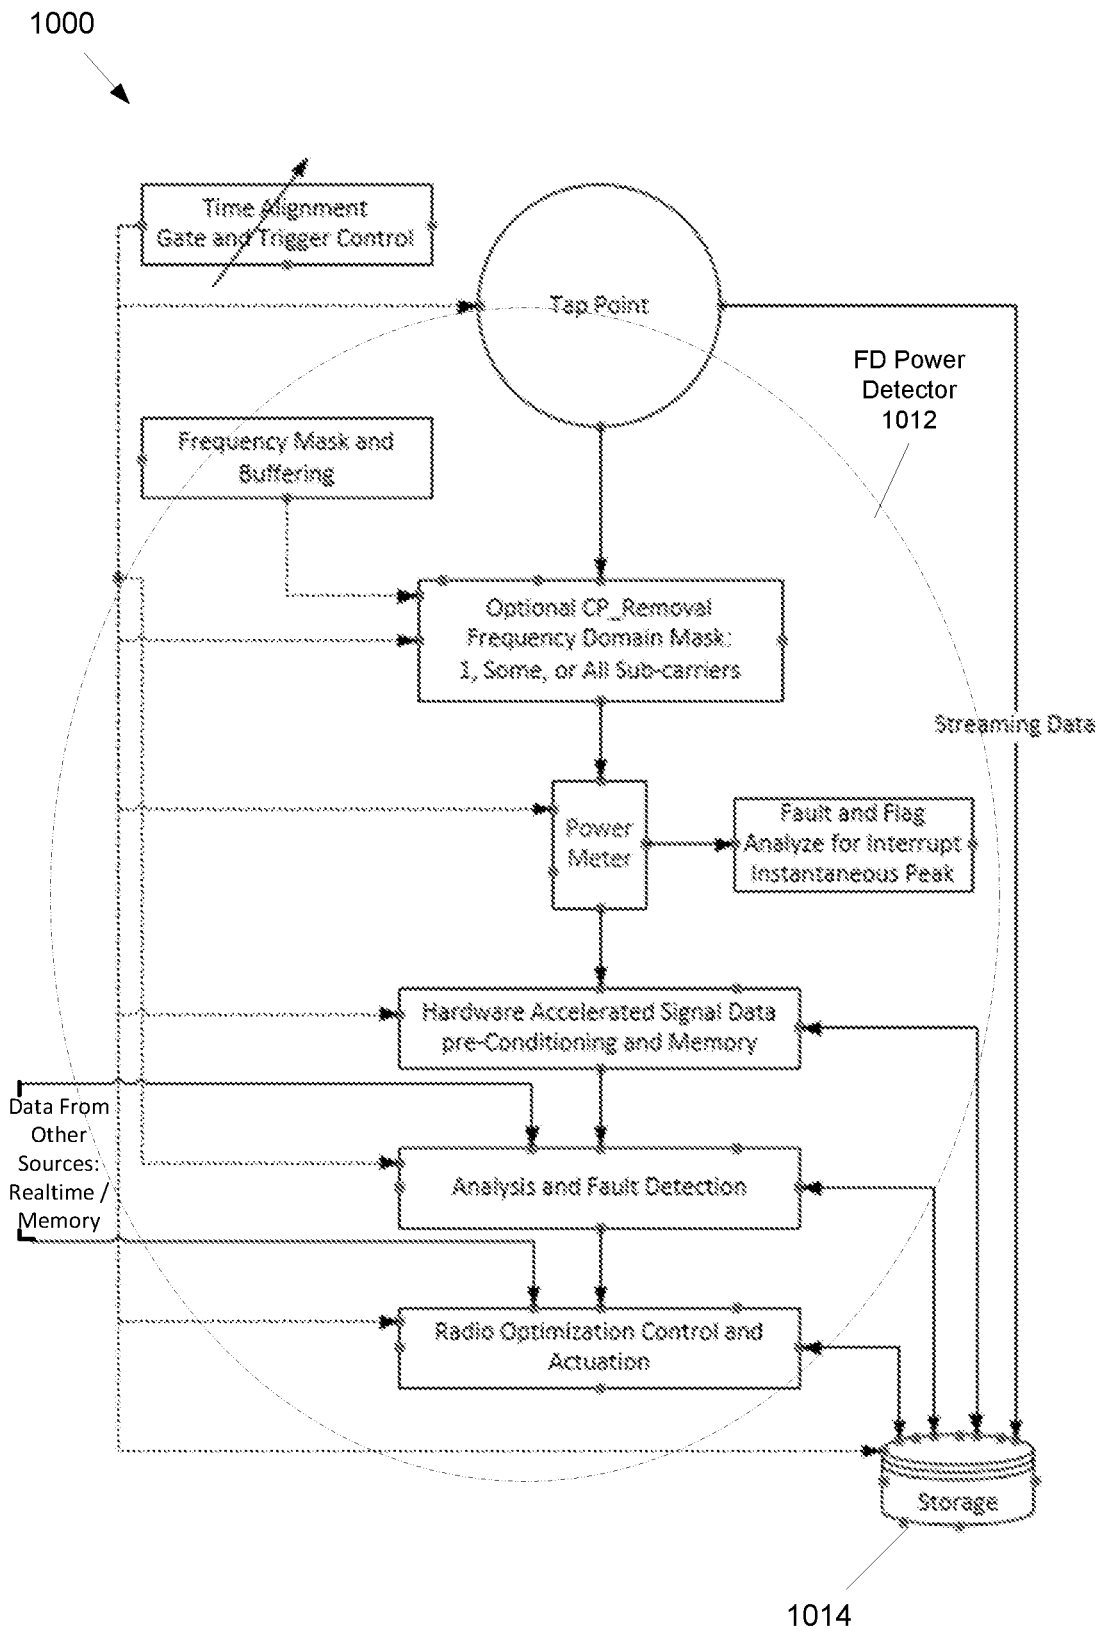 1000
Time Alignment
Gate and Trigger Control
Tap Point
FD Power
Detector
1012
Frequency Mask and
Buffering
Optional CP_Removal
Frequency Domain Mask:
1, Some, or All Sub-carriers
Streaming Data
Power
Meter
Fault and Flag
Analyze for Interrupt
Instantaneous Peak
Hardware Accelerated Signal Data
pre-Conditioning and Memory
Data From
Other
Sources:
Realtime /
Memory
Analysis and Fault Detection
Radio Optimization Control and
Actuation
Storage
1014